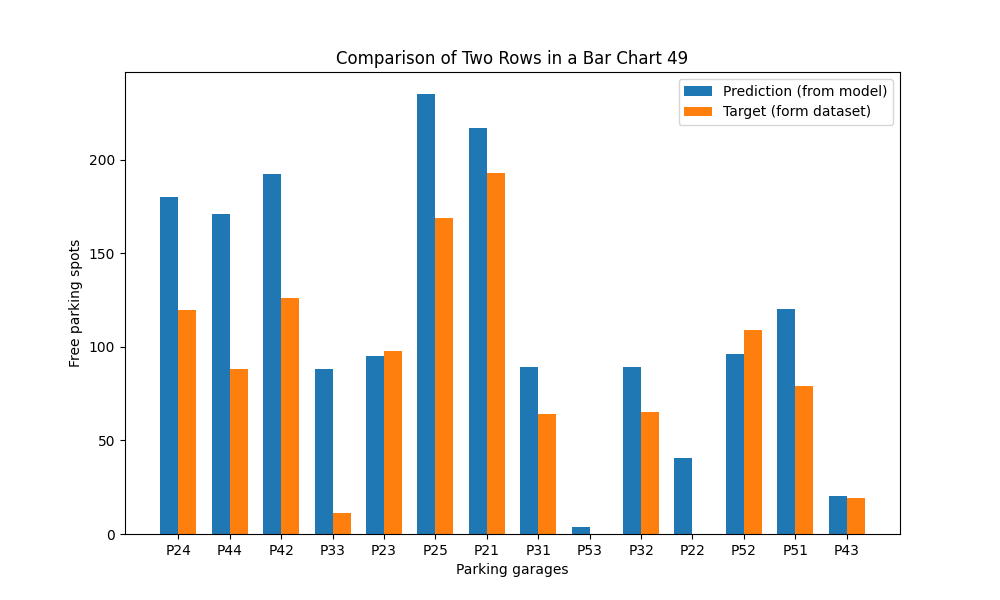 Comparison of Two Rows in a Bar Chart 49
Prediction (from model)
Target (form dataset)
Free parking spots
200
150
100
50
0
P24 P44 P42 P33 P23 P25 P21 P31 P53 P32 P22 P52 P51 P43
Parking garages